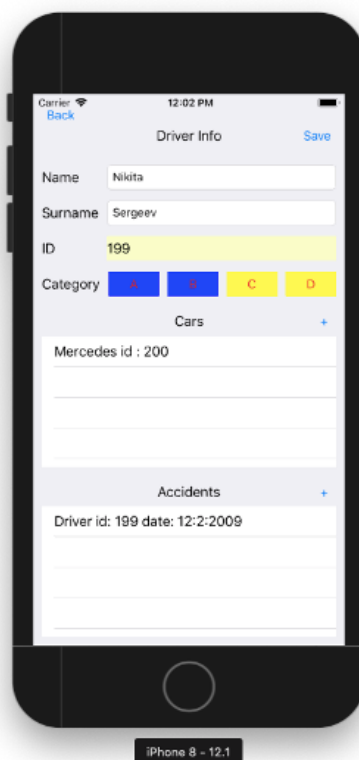 Carrier 12:02 PM
Back
Driver Info Save
Name Nikita
Surname Sergeev
ID 199
Category A B C D
Cars +
Mercedes id : 200
Accidents +
Driver id: 199 date: 12:2:2009
iPhone 8 - 12.1